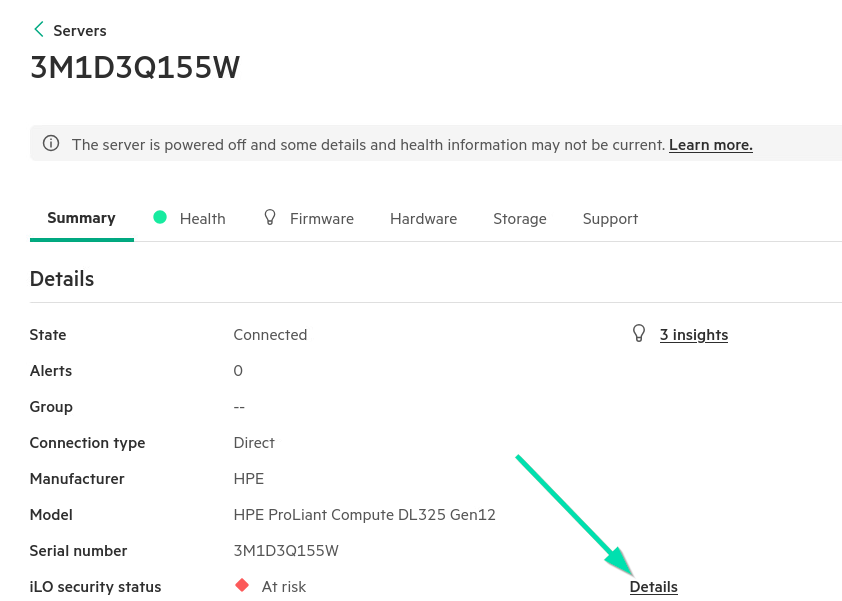 Servers
3M1D3Q155W
The server is powered off and some details and health information may not be current. Learn more.
Summary Health Firmware Hardware Storage Support
Details
State Connected 3 insights
Alerts 0
Group --
Connection type Direct
Manufacturer HPE
Model HPE ProLiant Compute DL325 Gen12
Serial number 3M1D3Q155W
iLO security status At risk Details